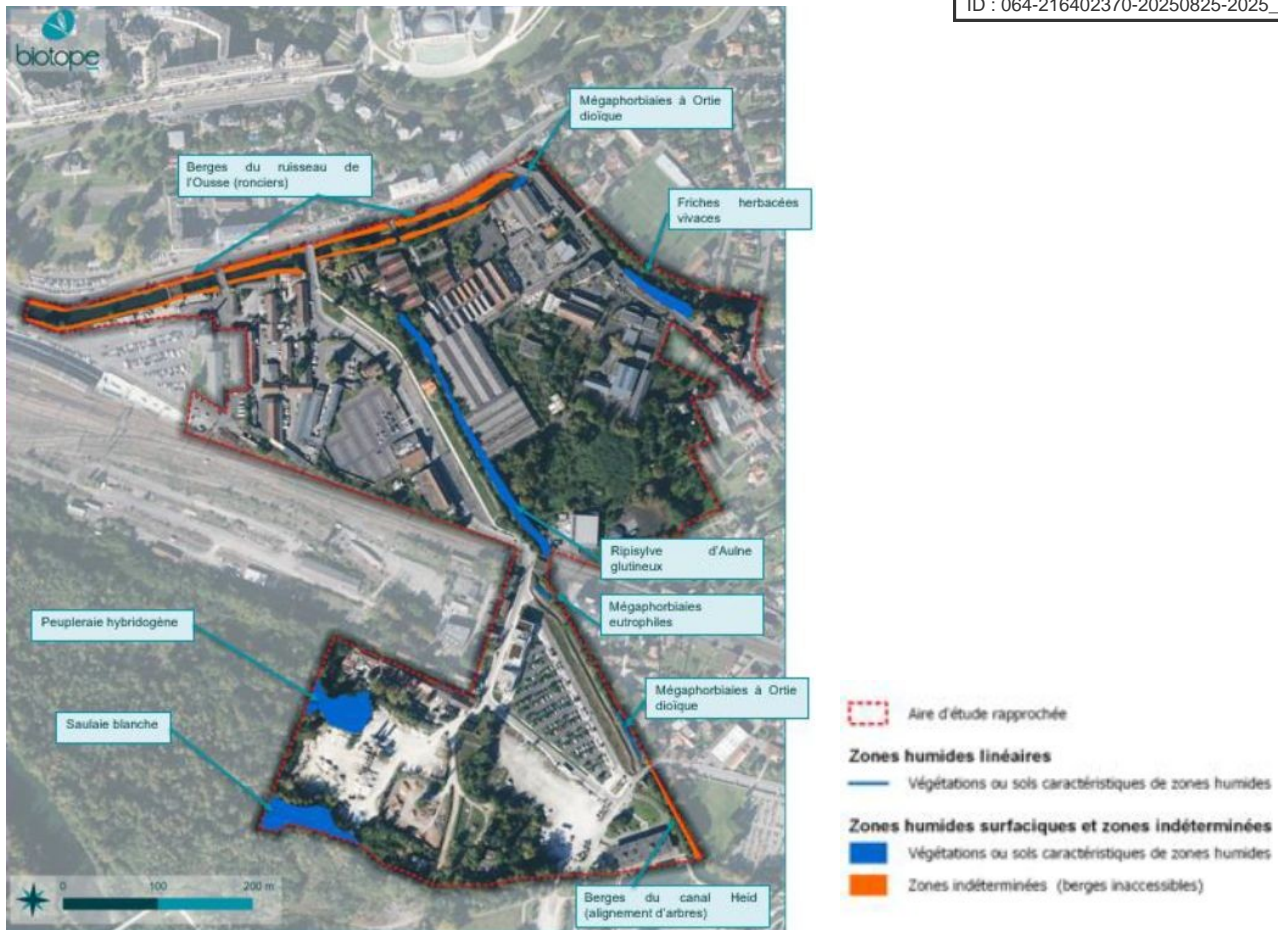 ID : 064-216402370-20250825-2025_
biotope
Mégaphorbiaies à Ortie
dioïque
Berges du ruisseau de
l'Ousse (ronciers)
Friches herbacées
vivaces
Ripisylve d'Aulne
glutineux
Mégaphorbiaies
eutrophiles
Peupleraie hybridogène
Mégaphorbiaies à Ortie
dioïque
Saulaie blanche
Berges du canal Heid
(alignement d'arbres)
0 100 200 m
Aire d'étude rapprochée
Zones humides linéaires
Végétations ou sols caractéristiques de zones humides
Zones humides surfaciques et zones indéterminées
Végétations ou sols caractéristiques de zones humides
Zones indéterminées (berges inaccessibles)